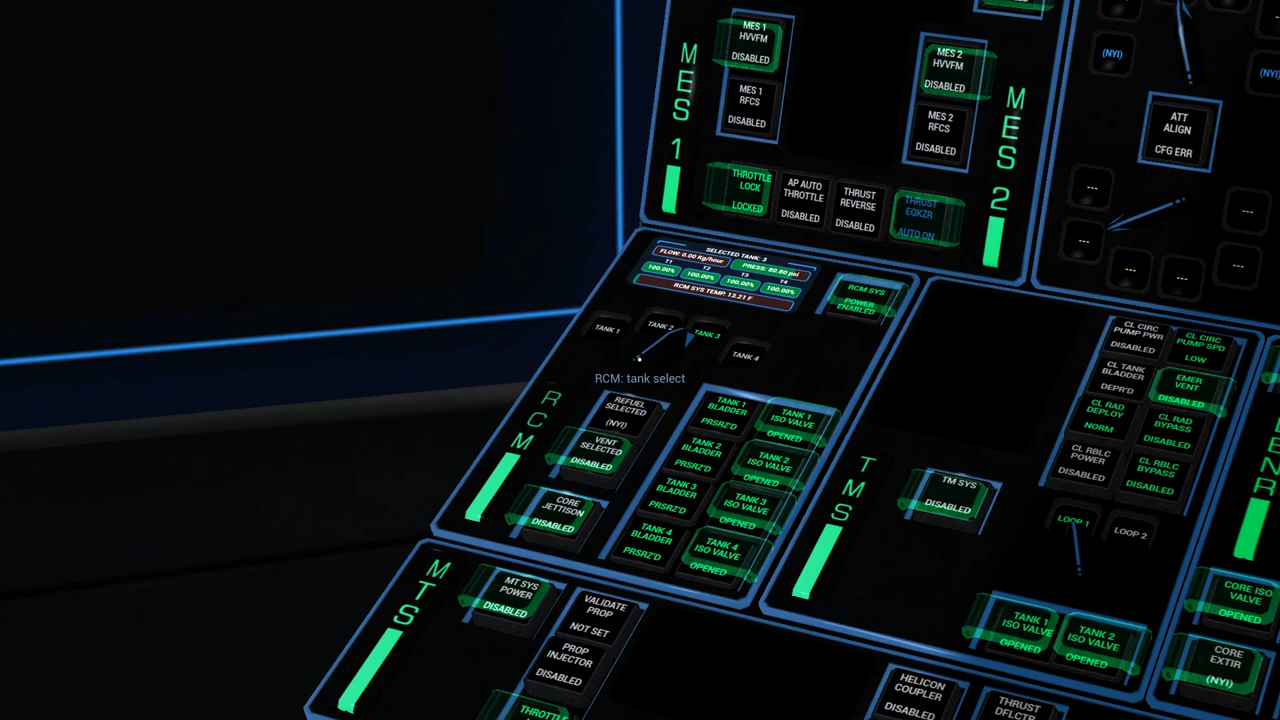 MES 1
MES 1
HVVFM
DISABLED
MES 1
RFCS
DISABLED
MES 2
HVVFM
DISABLED
MES 2
RFCS
DISABLED
MES 2
THROTTLE
LOCK
LOCKED
AP AUTO
THROTTLE
DISABLED
THRUST
REVERSE
DISABLED
THRUST
EQKZR
AUTO ON
(NYI)
(NYI)
ATT
ALIGN
CFG ERR
---
---
---
---
---
---
SELECTED TANK: 3
FLOW: 0.00 Kg/hour
PRESS: 60.80 psi
T1
T2
T3
T4
100.00%
100.00%
100.00%
100.00%
RCM SYS TEMP: 13.21 F
RCM SYS
POWER
ENABLED
TANK 1
TANK 2
TANK 3
TANK 4
RCM: tank select
RCM
REFUEL
SELECTED
(NYI)
VENT
SELECTED
DISABLED
CORE
JETTISON
DISABLED
TANK 1
BLADDER
PRSRZ'D
TANK 1
ISO VALVE
OPENED
TANK 2
BLADDER
PRSRZ'D
TANK 2
ISO VALVE
OPENED
TANK 3
BLADDER
PRSRZ'D
TANK 3
ISO VALVE
OPENED
TANK 4
BLADDER
PRSRZ'D
TANK 4
ISO VALVE
OPENED
TMS
TM SYS
DISABLED
CL CIRC
PUMP PWR
DISABLED
CL CIRC
PUMP SPD
LOW
CL TANK
BLADDER
DEPR'D
EMER
VENT
DISABLED
CL RAD
DEPLOY
NORM
CL RAD
BYPASS
DISABLED
CL RBLC
POWER
DISABLED
CL RBLC
BYPASS
DISABLED
LOOP 1
LOOP 2
TANK 1
ISO VALVE
OPENED
TANK 2
ISO VALVE
OPENED
CORE ISO
VALVE
OPENED
CORE
EXTIR
(NYI)
MTS
MT SYS
POWER
DISABLED
VALIDATE
PROP
NOT SET
PROP
INJECTOR
DISABLED
THROTTL
HELICON
COUPLER
DISABLED
THRUST
DFLCTR